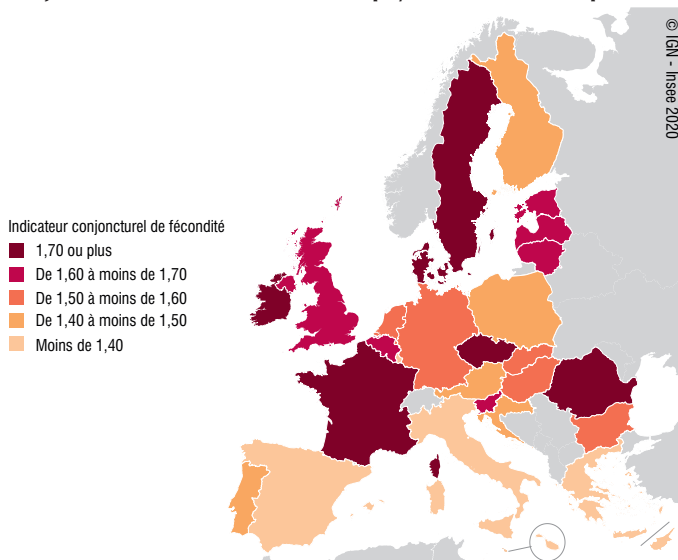 © IGN - Insee 2020
Indicateur conjoncturel de fécondité
1,70 ou plus
De 1,60 à moins de 1,70
De 1,50 à moins de 1,60
De 1,40 à moins de 1,50
Moins de 1,40